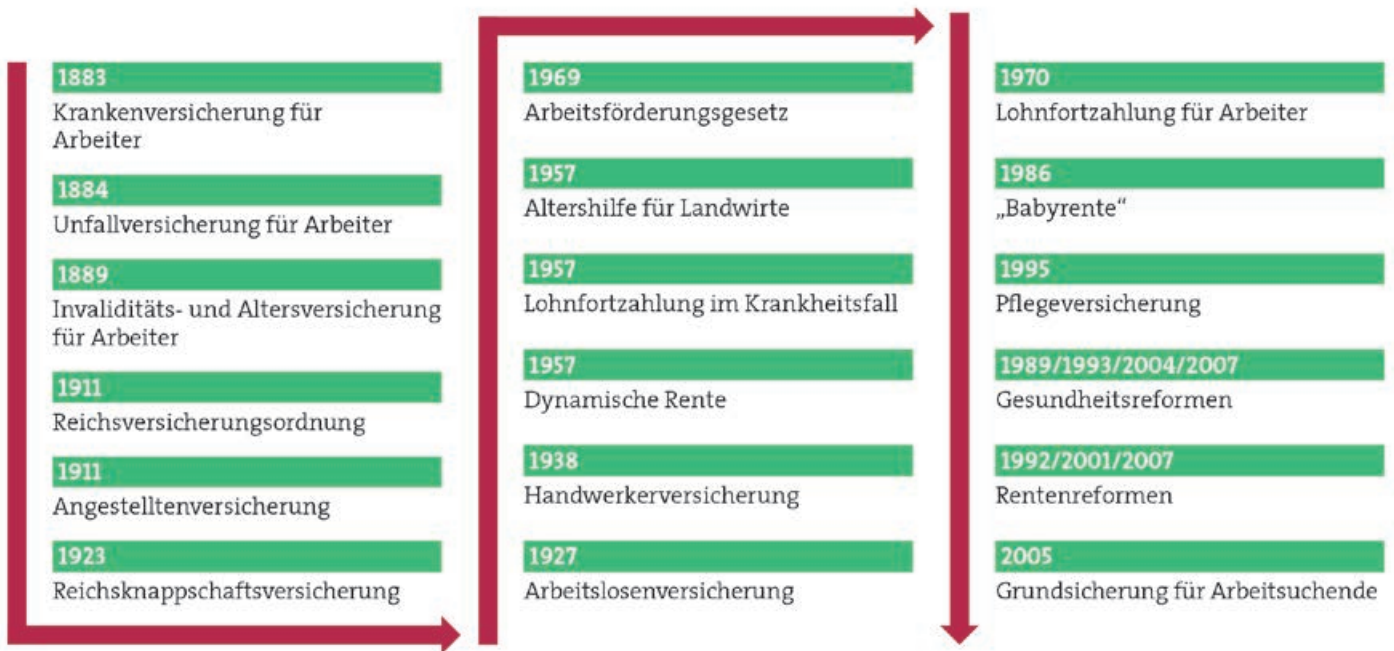 1883
Krankenversicherung für
Arbeiter
1884
Unfallversicherung für Arbeiter
1889
Invaliditäts- und Altersversicherung
für Arbeiter
1911
Reichsversicherungsordnung
1911
Angestelltenversicherung
1923
Reichsknappschaftsversicherung
1969
Arbeitsförderungsgesetz
1957
Altershilfe für Landwirte
1957
Lohnfortzahlung im Krankheitsfall
1957
Dynamische Rente
1938
Handwerkerversicherung
1927
Arbeitslosenversicherung
1970
Lohnfortzahlung für Arbeiter
1986
„Babyrente“
1995
Pflegeversicherung
1989/1993/2004/2007
Gesundheitsreformen
1992/2001/2007
Rentenreformen
2005
Grundsicherung für Arbeitsuchende